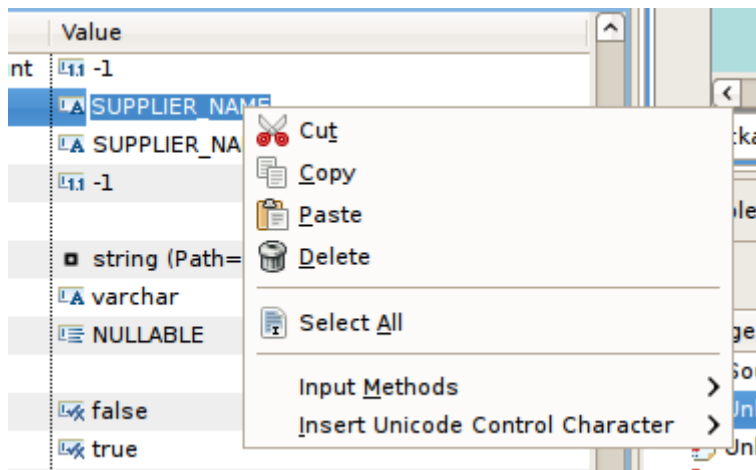 Value
nt -1
SUPPLIER_NAME
SUPPLIER_NA
-1
string (Path=
varchar
NULLABLE
false
true
Cut
Copy
Paste
Delete
Select All
Input Methods
Insert Unicode Control Character